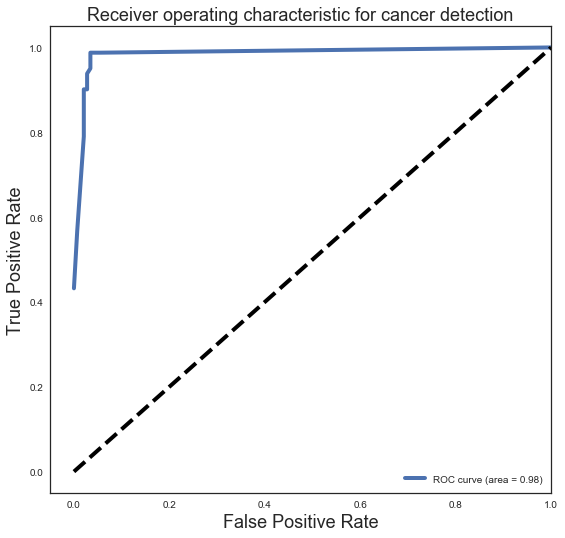 Receiver operating characteristic for cancer detection
1.0
0.8
0.6
0.4
0.2
0.0
True Positive Rate
ROC curve (area = 0.98)
0.0 0.2 0.4 0.6 0.8 1.0
False Positive Rate